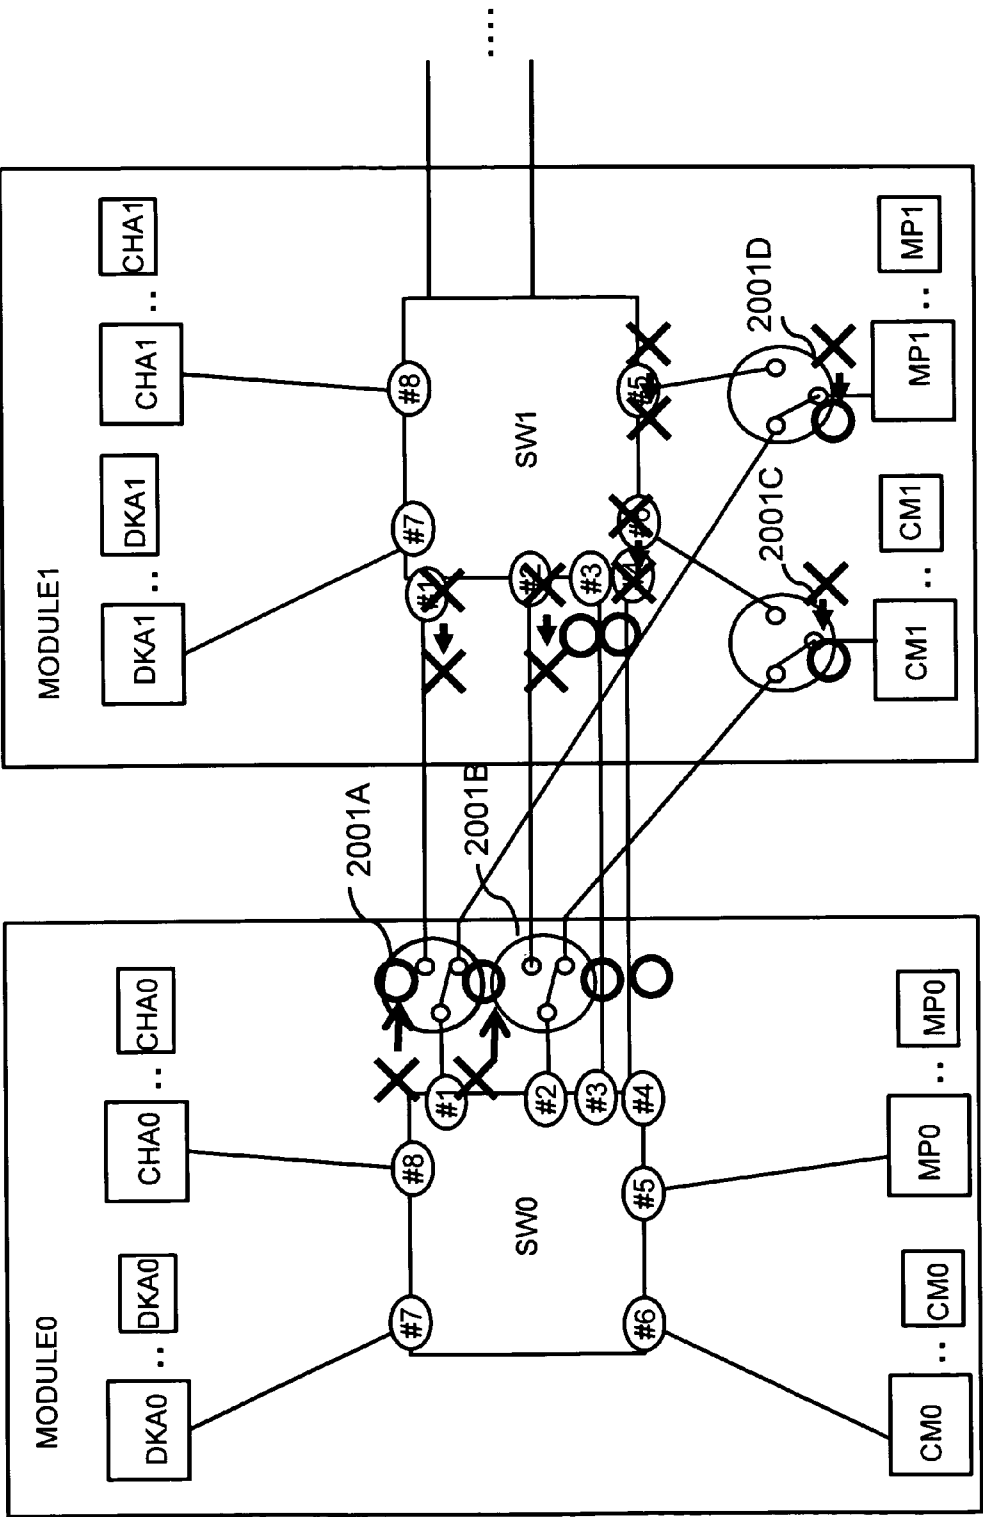 MODULE0
DKA0
..
DKA0
CHA0
..
CHA0
#7
#8
SW0
#1
#2
#3
#4
#5
#6
CM0
..
CM0
MP0
..
MP0
2001A
2001B
MODULE1
DKA1
..
DKA1
CHA1
..
CHA1
#7
#8
SW1
#1
#2
#3
#4
#5
2001C
2001D
CM1
..
CM1
MP1
..
MP1
....